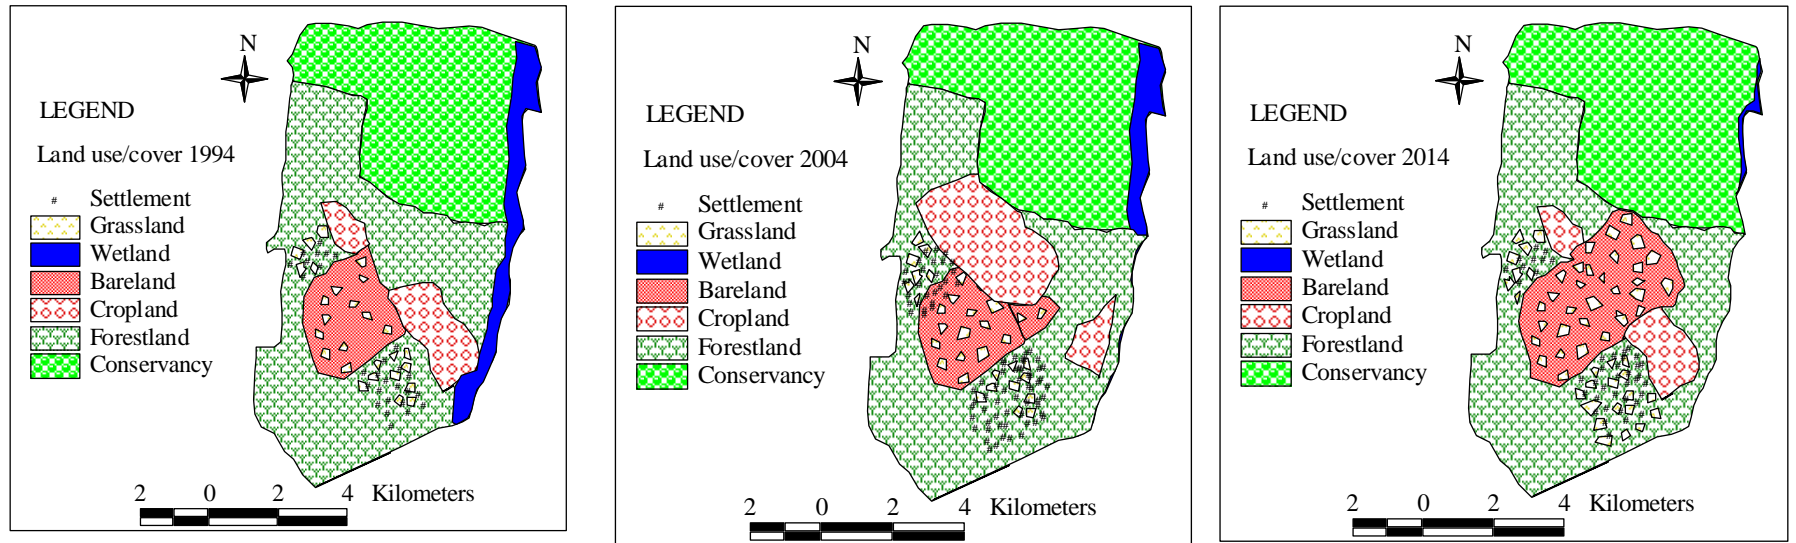 N
LEGEND
Land use/cover 1994
# Settlement
Grassland
Wetland
Bareland
Cropland
Forestland
Conservancy
2 0 2 4 Kilometers
N
LEGEND
Land use/cover 2004
# Settlement
Grassland
Wetland
Bareland
Cropland
Forestland
Conservancy
2 0 2 4 Kilometers
N
LEGEND
Land use/cover 2014
# Settlement
Grassland
Wetland
Bareland
Cropland
Forestland
Conservancy
2 0 2 4 Kilometers